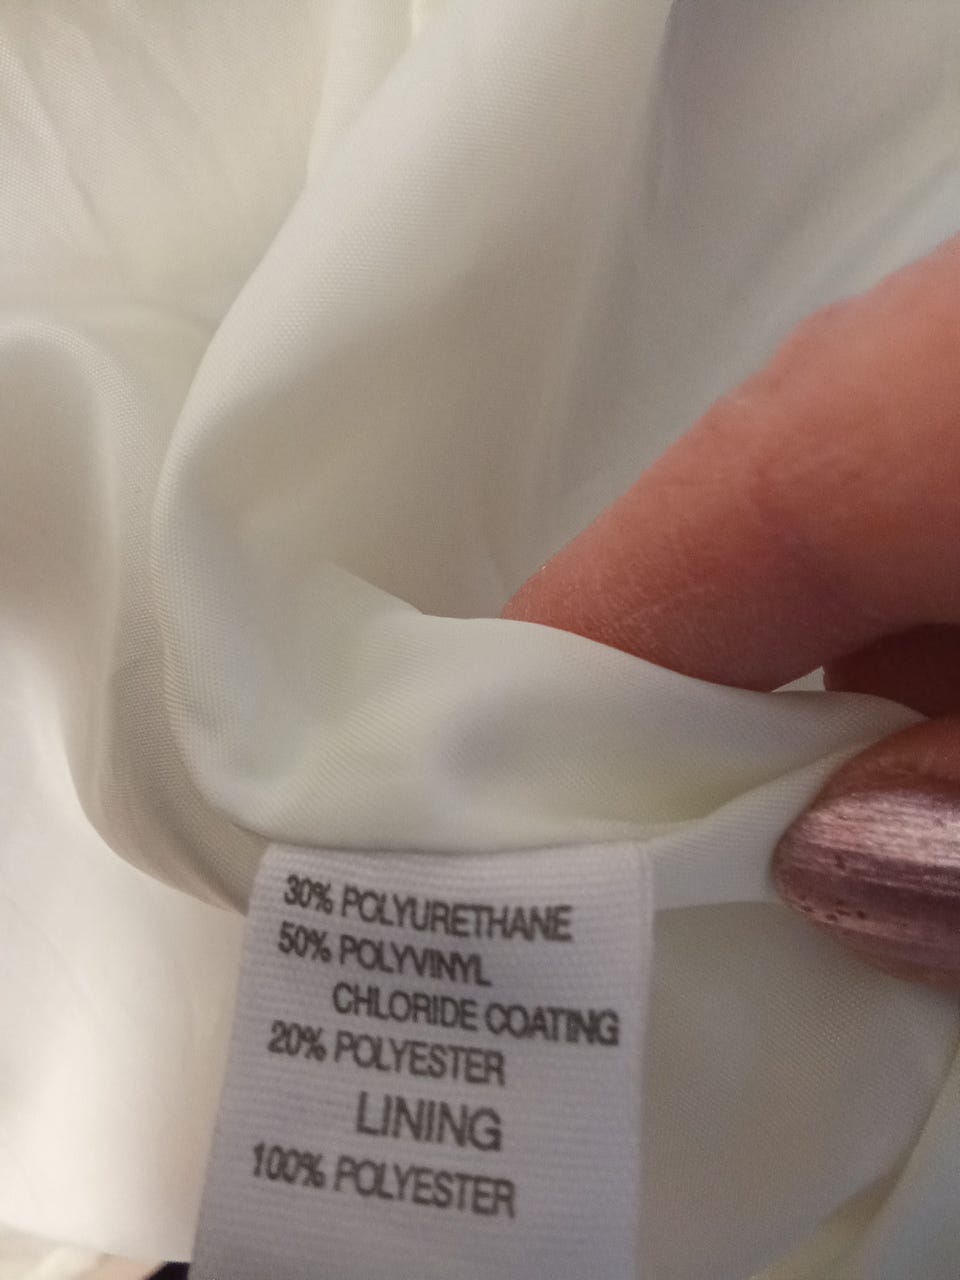 30% POLYURETHANE
50% POLYVINYL
CHLORIDE COATING
20% POLYESTER
LINING
100% POLYESTER